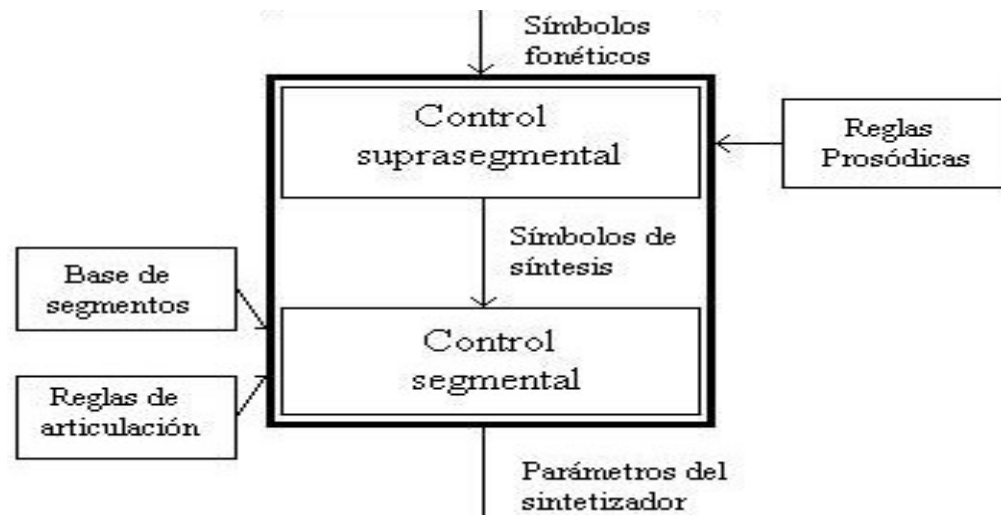 Símbolos
fonéticos
Control
suprasegmental
Reglas
Prosódicas
Símbolos de
síntesis
Base de
segmentos
Control
segmental
Reglas de
articulación
Parámetros del
sintetizador